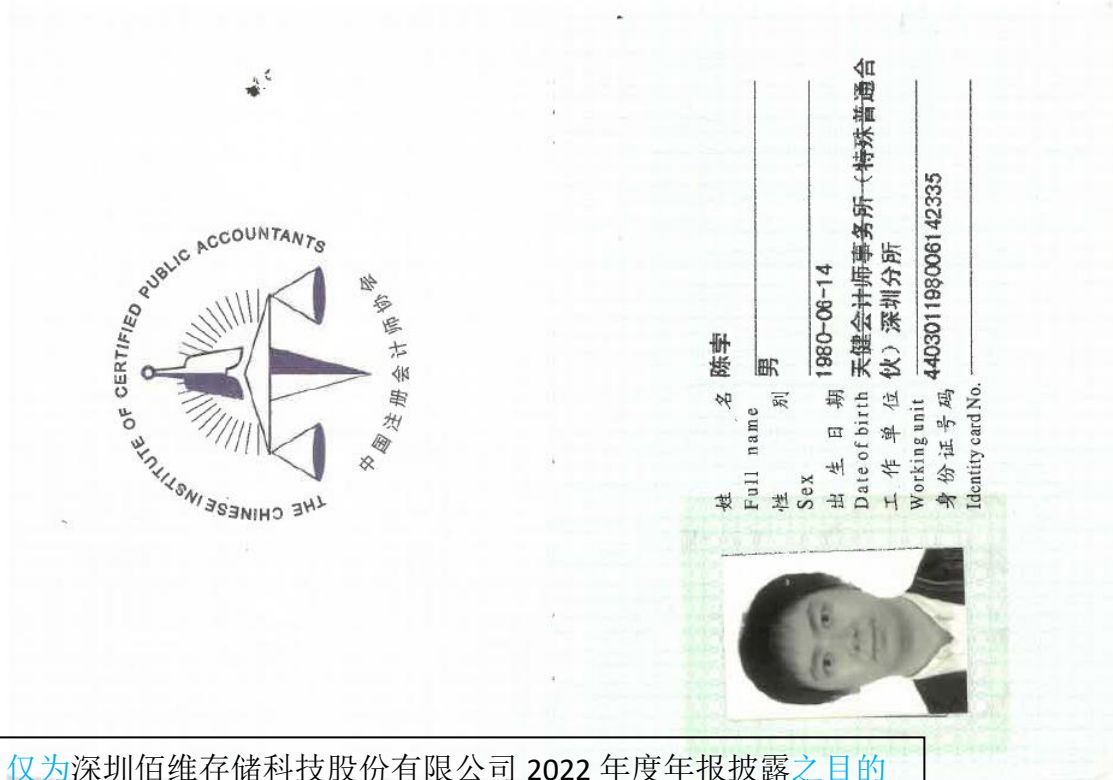 THE CHINESE INSTITUTE OF CERTIFIED PUBLIC ACCOUNTANTS
中国注册会计师协会
姓 名 陈孛
Full name
性 别 男
Sex
出 生 日 期 1980-06-14
Date of birth
工 作 单 位 天健会计师事务所（特殊普通合
伙）深圳分所
Working unit
身份证号码 440301198006142335
Identity card No.
仅为深圳佰维存储科技股份有限公司 2022 年度年报披露之目的